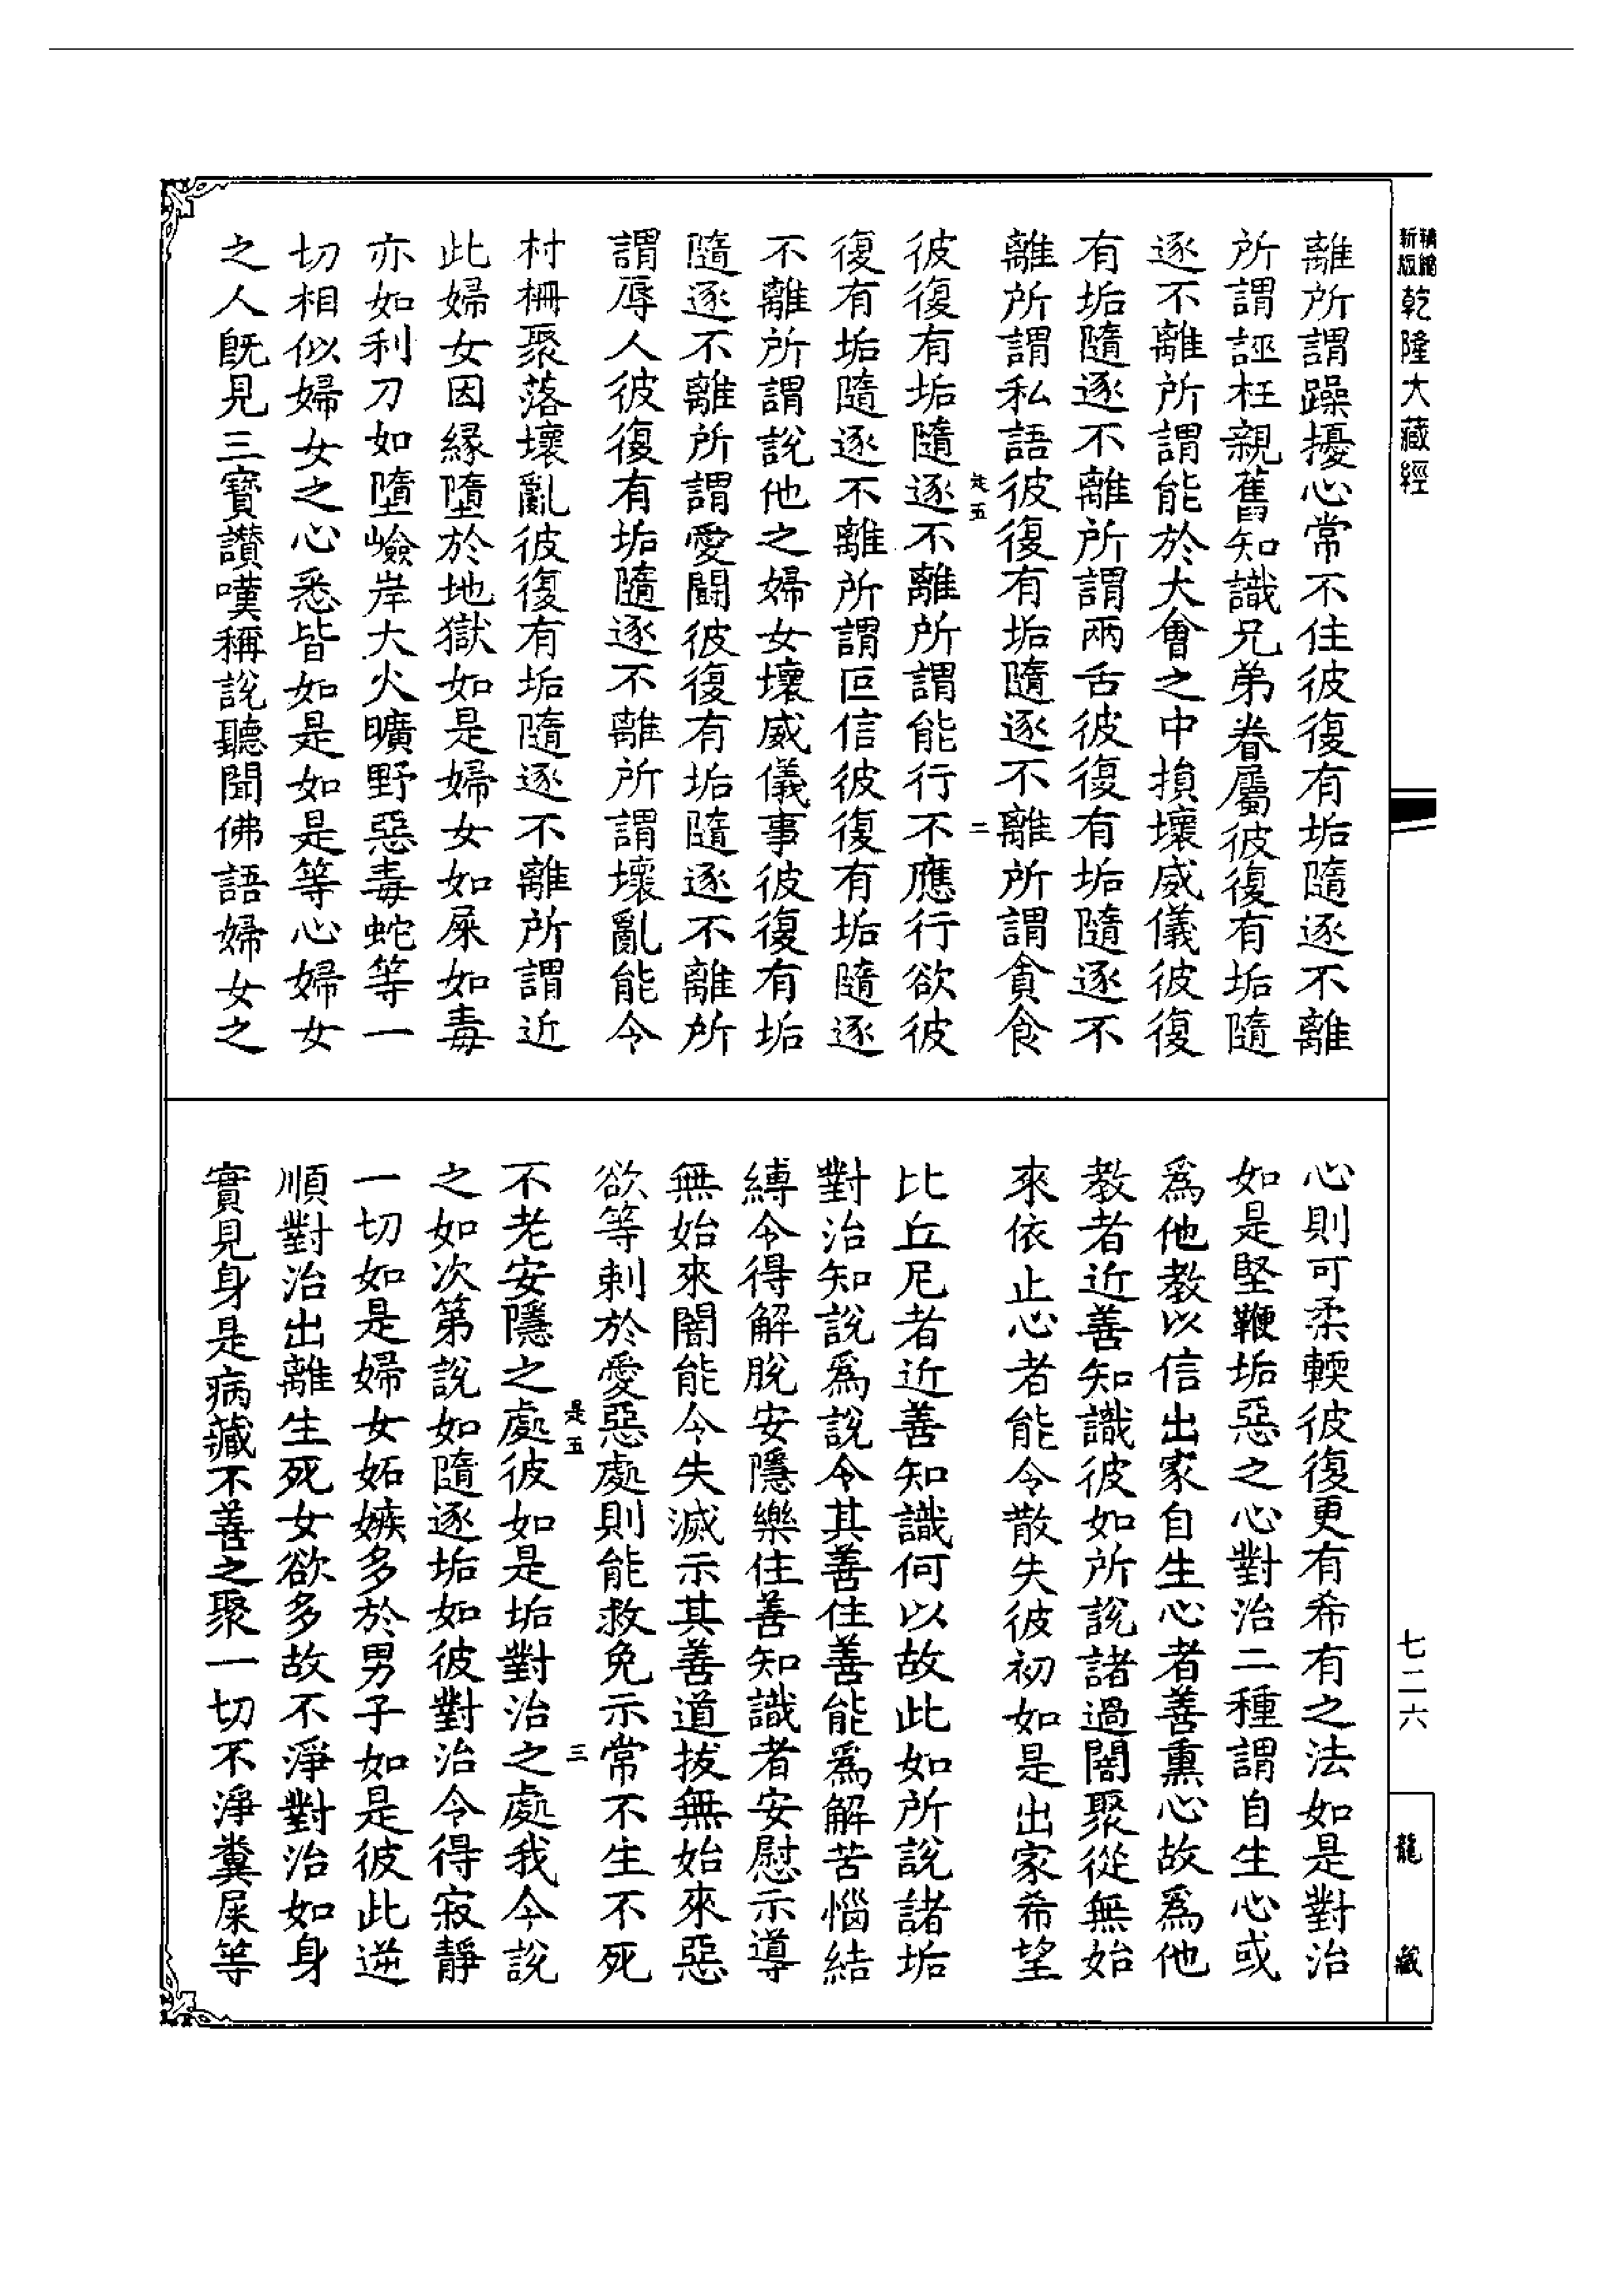 精縮新版乾隆大藏經
離所謂躁擾心常不住彼復有垢隨逐不離
所謂誣枉親舊知識兄弟眷屬彼復有垢隨
逐不離所謂能於大會之中損壞威儀彼復
有垢隨逐不離所謂兩舌彼復有垢隨逐不
離所謂私語彼復有垢隨逐不離所謂貪食
是五 二
彼復有垢隨逐不離所謂能行不應行欲彼
復有垢隨逐不離所謂叵信彼復有垢隨逐
不離所謂說他之婦女壞威儀事彼復有垢
隨逐不離所謂愛鬪彼復有垢隨逐不離所
謂辱人彼復有垢隨逐不離所謂壞亂能令
村柵聚落壞亂彼復有垢隨逐不離所謂近
此婦女因緣墮於地獄如是婦女如屎如毒
亦如利刀如墮嶮岸大火曠野惡毒蛇等一
切相似婦女之心悉皆如是如是等心婦女
之人既見三寶讚嘆稱說聽聞佛語婦女之
心則可柔輭彼復更有希有之法如是對治
如是堅鞕垢惡之心對治二種謂自生心或
爲他教以信出家自生心者善熏心故爲他
教者近善知識彼如所說諸過闇聚從無始
來依止心者能令散失彼初如是出家希望
比丘尼者近善知識何以故此如所說諸垢
對治知說爲說令其善住善能爲解苦惱結
縛令得解脫安隱樂住善知識者安慰示導
無始來闇能令失滅示其善道拔無始來惡
欲等刺於愛惡處則能救免示常不生不死
是五 三
不老安隱之處彼如是垢對治之處我今說
之如次第說如隨逐垢如彼對治令得寂靜
一切如是婦女妬嫉多於男子如是彼此逆
順對治出離生死女欲多故不淨對治如身
實見身是病藏不善之聚一切不淨糞屎等
七二六
龍藏